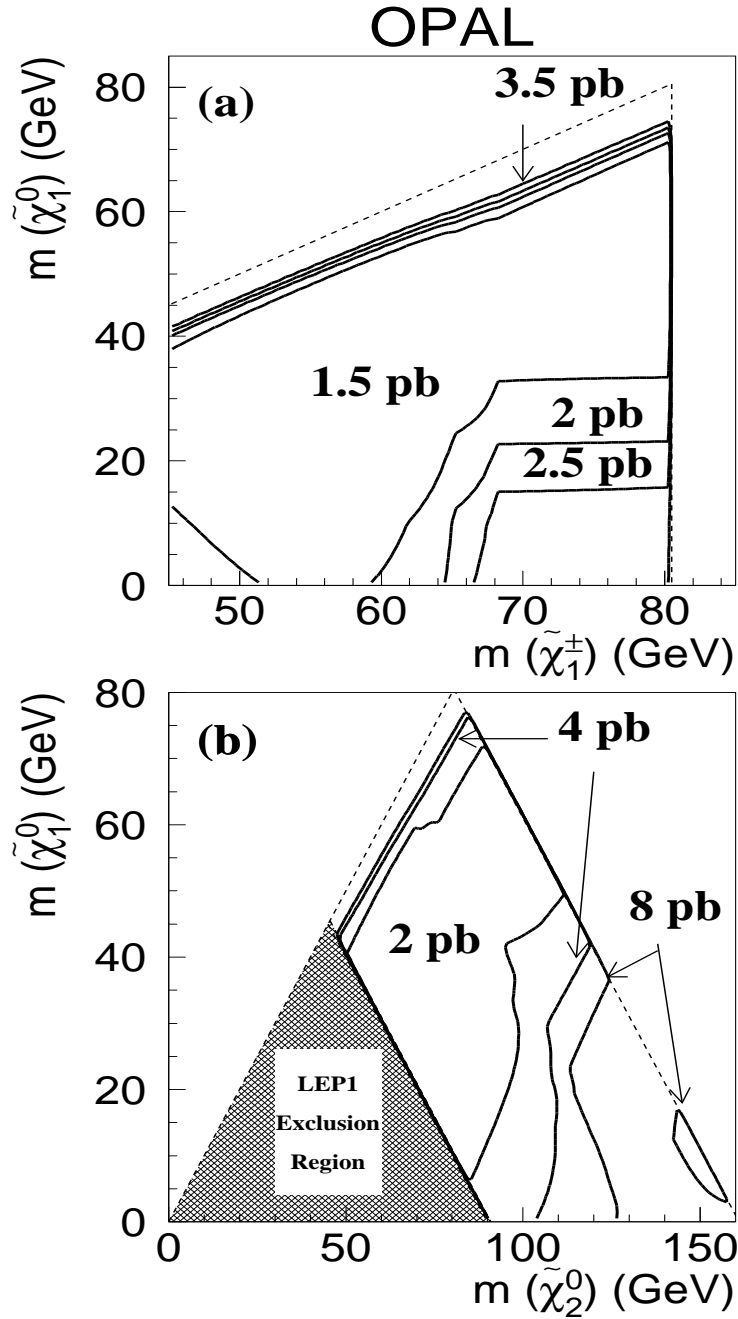 OPAL
(a)
3.5 pb
80
60
40
20
0
m (χ̃₁⁰) (GeV)
1.5 pb
2 pb
2.5 pb
50 60 70 80
m (χ̃₁±) (GeV)
(b)
4 pb
8 pb
2 pb
80
60
40
20
0
m (χ̃₁⁰) (GeV)
LEP1
Exclusion
Region
0 50 100 150
m (χ̃₂⁰) (GeV)